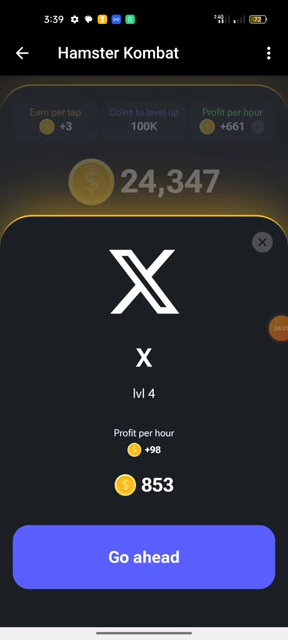 3:39
72
Hamster Kombat
Earn per tap
Coins to level up
Profit per hour
+3
100K
+661
24,347
X
lvl 4
Profit per hour
+98
853
Go ahead